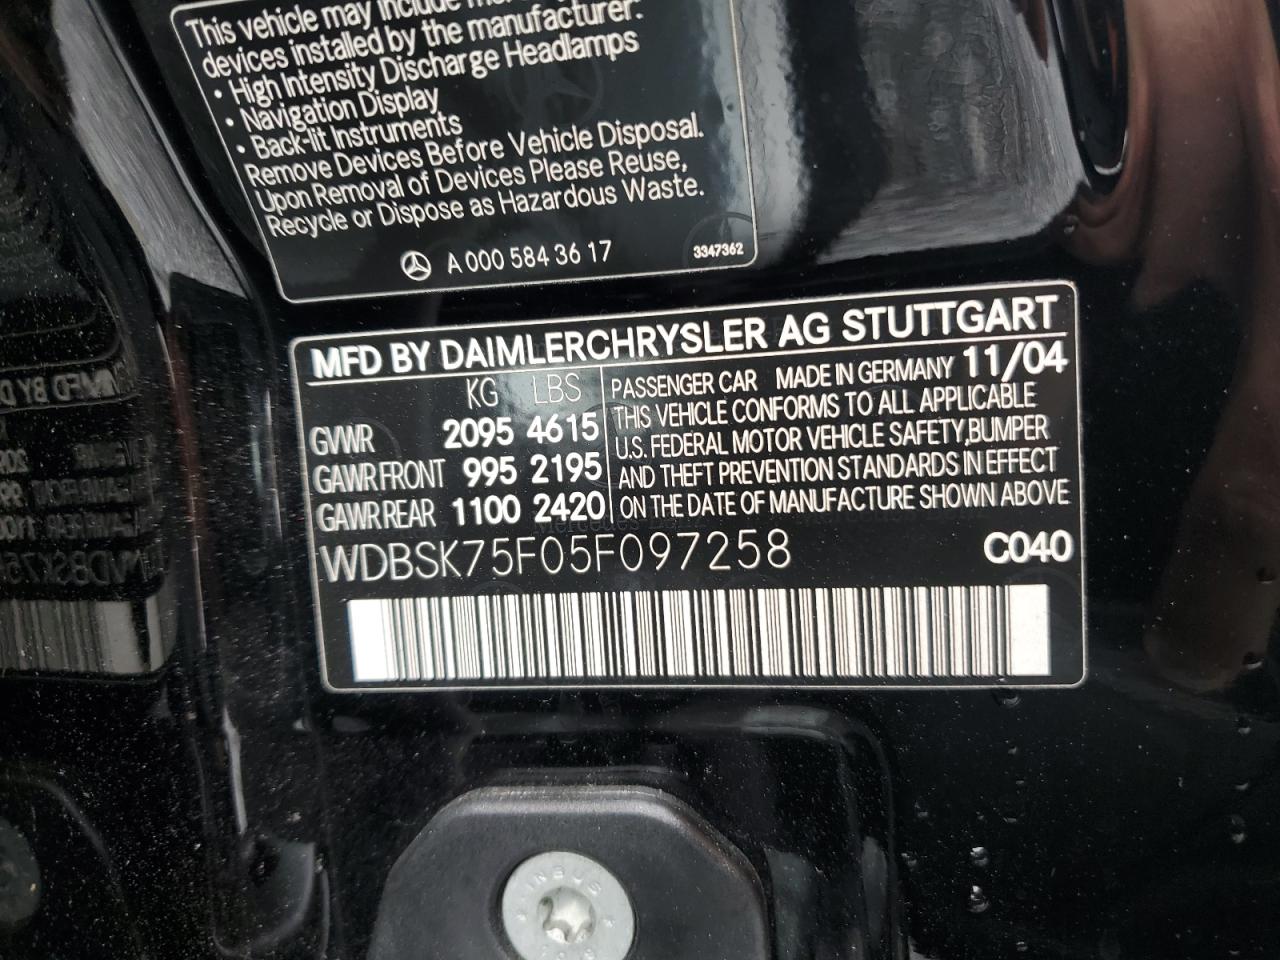 This vehicle may include
devices installed by the manufacturer:
• High Intensity Discharge Headlamps
• Navigation Display
• Back-lit Instruments
Remove Devices Before Vehicle Disposal.
Upon Removal of Devices Please Reuse,
Recycle or Dispose as Hazardous Waste.
A 000 584 36 17
3347362
MFD BY DAIMLERCHRYSLER AG STUTTGART
KG LBS
GVWR 2095 4615
GAWR FRONT 995 2195
GAWR REAR 1100 2420
PASSENGER CAR MADE IN GERMANY 11/04
THIS VEHICLE CONFORMS TO ALL APPLICABLE
U.S. FEDERAL MOTOR VEHICLE SAFETY, BUMPER
AND THEFT PREVENTION STANDARDS IN EFFECT
ON THE DATE OF MANUFACTURE SHOWN ABOVE
WDBSK75F05F097258 C040
INBUS